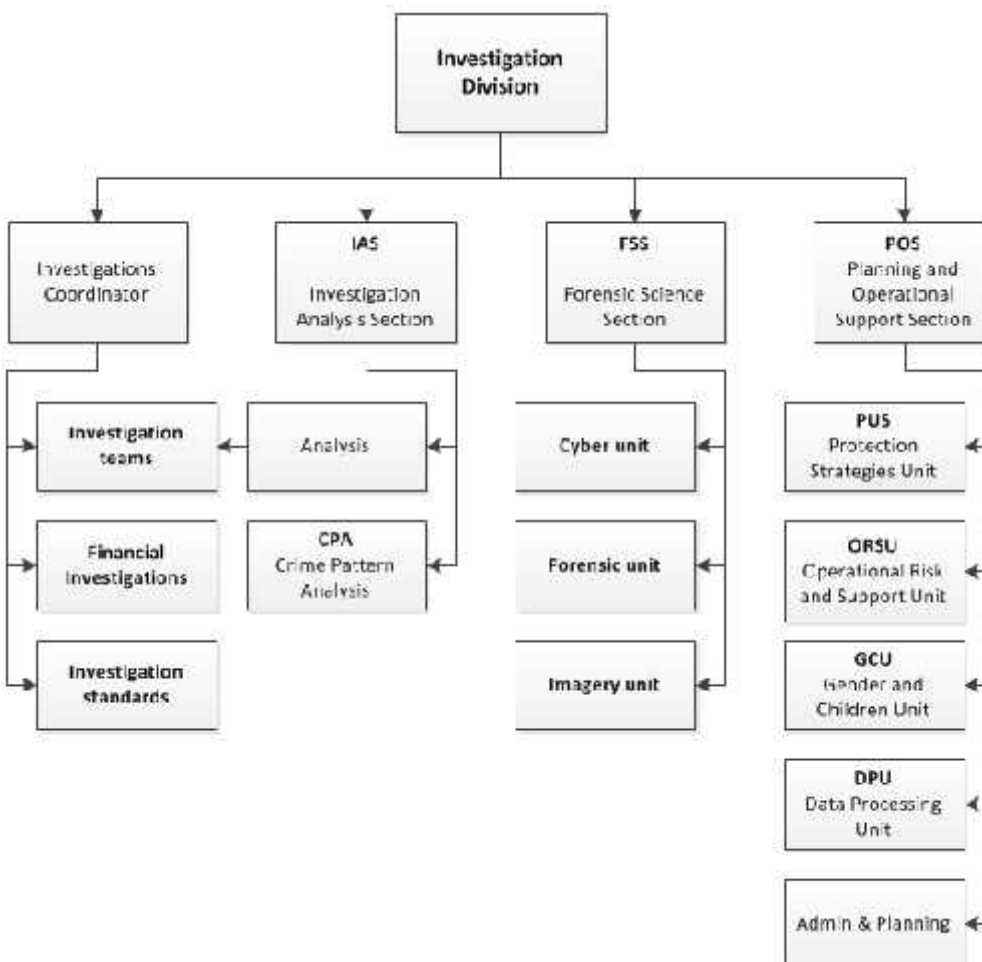 Investigation
Division
Investigations
Coordinator
IAS
Investigation
Analysis Section
FSS
Forensic Science
Section
POS
Planning and
Operational
Support Section
Investigation
teams
Analysis
Cyber unit
PUS
Protection
Strategies Unit
Financial
Investigations
CPA
Crime Pattern
Analysis
Forensic unit
ORSU
Operational Risk
and Support Unit
Investigation
standards
Imagery unit
GCU
Gender and
Children Unit
DPU
Data Processing
Unit
Admin & Planning